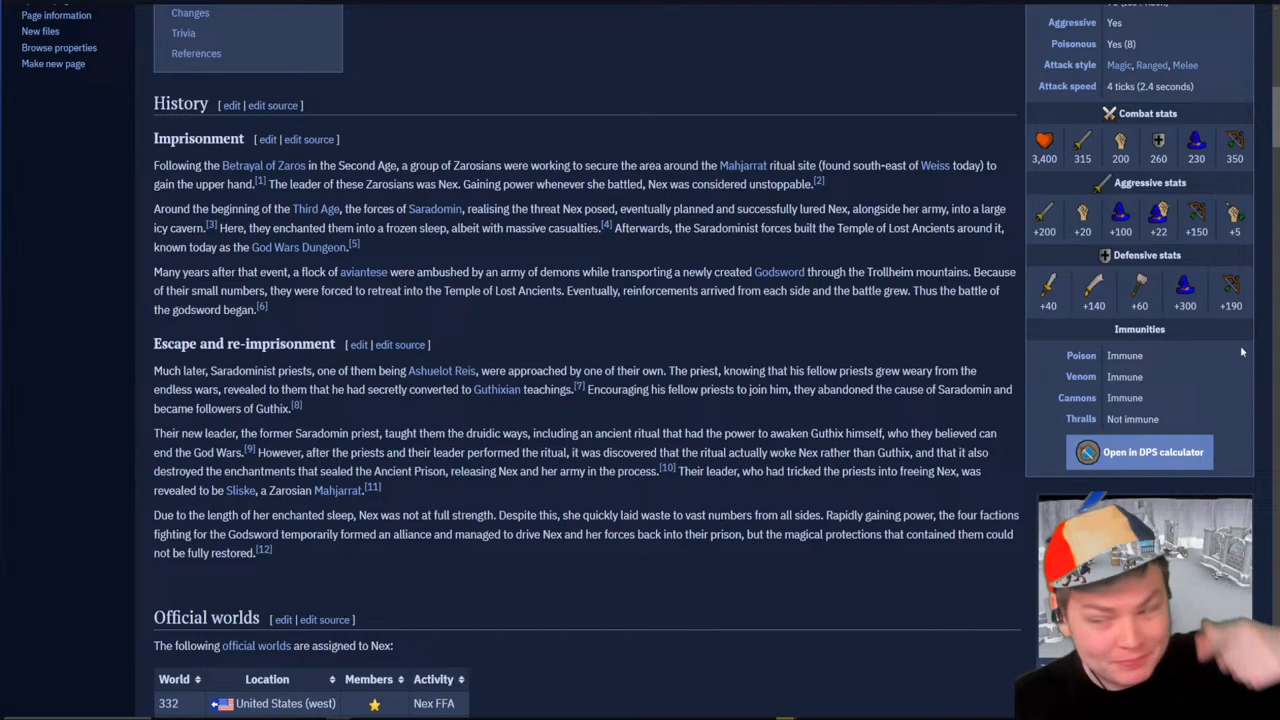 Page information
New files
Browse properties
Make new page
Changes
Trivia
References
History [ edit | edit source ]
Imprisonment [ edit | edit source ]
Following the Betrayal of Zaros in the Second Age, a group of Zarosians were working to secure the area around the Mahjarrat ritual site (found south-east of Weiss today) to
gain the upper hand.[1] The leader of these Zarosians was Nex. Gaining power whenever she battled, Nex was considered unstoppable.[2]
Around the beginning of the Third Age, the forces of Saradomin, realising the threat Nex posed, eventually planned and successfully lured Nex, alongside her army, into a large
icy cavern.[3] Here, they enchanted them into a frozen sleep, albeit with massive casualties.[4] Afterwards, the Saradominist forces built the Temple of Lost Ancients around it,
known today as the God Wars Dungeon.[5]
Many years after that event, a flock of aviantese were ambushed by an army of demons while transporting a newly created Godsword through the Trollheim mountains. Because
of their small numbers, they were forced to retreat into the Temple of Lost Ancients. Eventually, reinforcements arrived from each side and the battle grew. Thus the battle of
the godsword began.[6]
Escape and re-imprisonment [ edit | edit source ]
Much later, Saradominist priests, one of them being Ashuelot Reis, were approached by one of their own. The priest, knowing that his fellow priests grew weary from the
endless wars, revealed to them that he had secretly converted to Guthixian teachings.[7] Encouraging his fellow priests to join him, they abandoned the cause of Saradomin and
became followers of Guthix.[8]
Their new leader, the former Saradomin priest, taught them the druidic ways, including an ancient ritual that had the power to awaken Guthix himself, who they believed can
end the God Wars.[9] However, after the priests and their leader performed the ritual, it was discovered that the ritual actually woke Nex rather than Guthix, and that it also
destroyed the enchantments that sealed the Ancient Prison, releasing Nex and her army in the process.[10] Their leader, who had tricked the priests into freeing Nex, was
revealed to be Sliske, a Zarosian Mahjarrat.[11]
Due to the length of her enchanted sleep, Nex was not at full strength. Despite this, she quickly laid waste to vast numbers from all sides. Rapidly gaining power, the four factions
fighting for the Godsword temporarily formed an alliance and managed to drive Nex and her forces back into their prison, but the magical protections that contained them could
not be fully restored.[12]
Official worlds [ edit | edit source ]
The following official worlds are assigned to Nex:
World Location Members Activity
332 United States (west) Nex FFA
Aggressive Yes
Poisonous Yes (8)
Attack style Magic, Ranged, Melee
Attack speed 4 ticks (2.4 seconds)
Combat stats
3,400 315 200 260 230 350
Aggressive stats
+200 +20 +100 +22 +150 +5
Defensive stats
+40 +140 +60 +300 +190
Immunities
Poison Immune
Venom Immune
Cannons Immune
Thralls Not immune
Open in DPS calculator